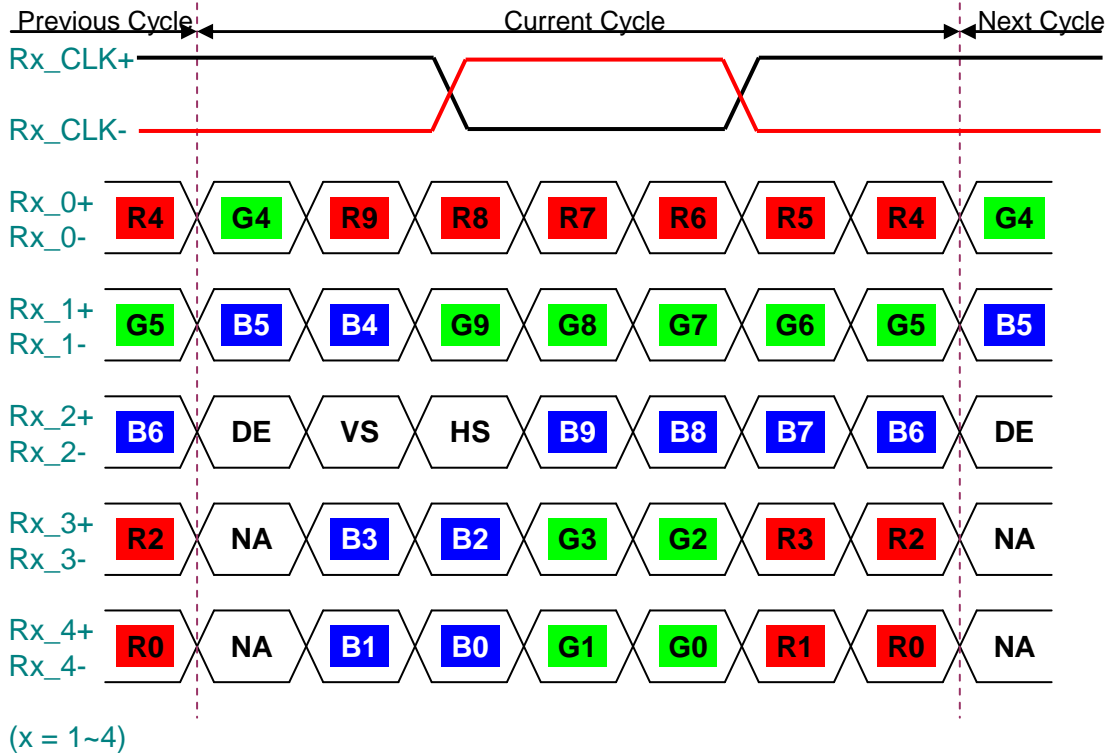 Previous Cycle Current Cycle Next Cycle
Rx_CLK+
Rx_CLK-
Rx_0+
Rx_0-
R4 G4 R9 R8 R7 R6 R5 R4 G4
Rx_1+
Rx_1-
G5 B5 B4 G9 G8 G7 G6 G5 B5
Rx_2+
Rx_2-
B6 DE VS HS B9 B8 B7 B6 DE
Rx_3+
Rx_3-
R2 NA B3 B2 G3 G2 R3 R2 NA
Rx_4+
Rx_4-
R0 NA B1 B0 G1 G0 R1 R0 NA
(x = 1~4)